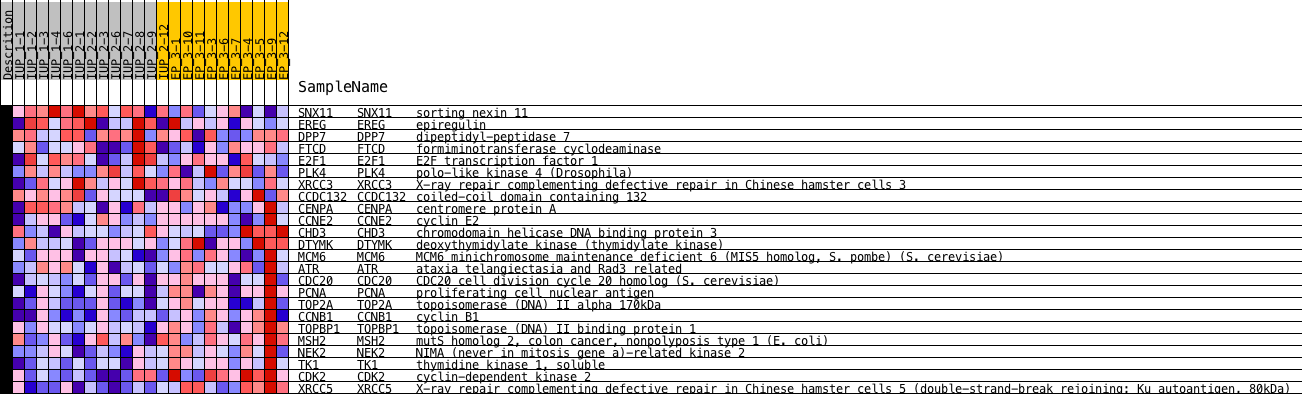 Descrition
IUP_1-1
IUP_1-2
IUP_1-3
IUP_1-4
IUP_1-6
IUP_2-1
IUP_2-2
IUP_2-3
IUP_2-6
IUP_2-7
IUP_2-8
IUP_2-9
IUP_2-12
EP_3-1
EP_3-10
EP_3-11
EP_3-3
EP_3-6
EP_3-7
EP_3-4
EP_3-5
EP_3-9
EP_3-12
SampleName
SNX11 SNX11 sorting nexin 11
EREG EREG epiregulin
DPP7 DPP7 dipeptidyl-peptidase 7
FTCD FTCD formiminotransferase cyclodeaminase
E2F1 E2F1 E2F transcription factor 1
PLK4 PLK4 polo-like kinase 4 (Drosophila)
XRCC3 XRCC3 X-ray repair complementing defective repair in Chinese hamster cells 3
CCDC132 CCDC132 coiled-coil domain containing 132
CENPA CENPA centromere protein A
CCNE2 CCNE2 cyclin E2
CHD3 CHD3 chromodomain helicase DNA binding protein 3
DTYMK DTYMK deoxythymidylate kinase (thymidylate kinase)
MCM6 MCM6 MCM6 minichromosome maintenance deficient 6 (MIS5 homolog, S. pombe) (S. cerevisiae)
ATR ATR ataxia telangiectasia and Rad3 related
CDC20 CDC20 CDC20 cell division cycle 20 homolog (S. cerevisiae)
PCNA PCNA proliferating cell nuclear antigen
TOP2A TOP2A topoisomerase (DNA) II alpha 170kDa
CCNB1 CCNB1 cyclin B1
TOPBP1 TOPBP1 topoisomerase (DNA) II binding protein 1
MSH2 MSH2 mutS homolog 2, colon cancer, nonpolyposis type 1 (E. coli)
NEK2 NEK2 NIMA (never in mitosis gene a)-related kinase 2
TK1 TK1 thymidine kinase 1, soluble
CDK2 CDK2 cyclin-dependent kinase 2
XRCC5 XRCC5 X-ray repair complementing defective repair in Chinese hamster cells 5 (double-strand-break rejoining; Ku autoantigen, 80kDa)